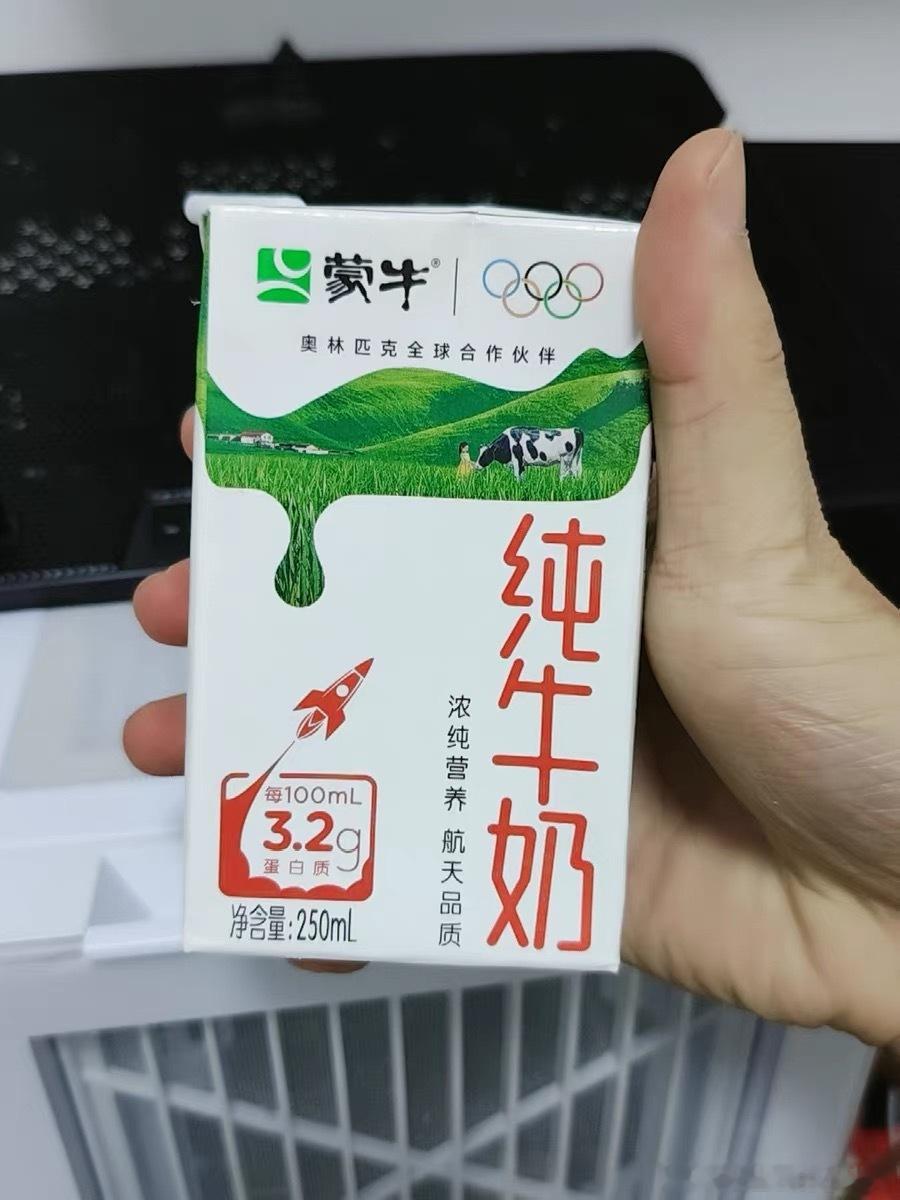 蒙牛®
奥林匹克全球合作伙伴
纯牛奶
浓纯营养 航天品质
每100mL
3.2g
蛋白质
净含量:250mL